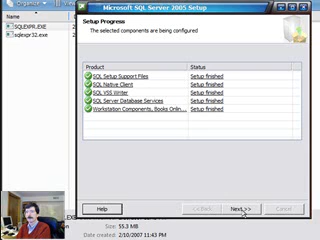 Organize
Views
Microsoft SQL Server 2005 Setup
Name
SQLEXPR.EXE
sqlexpr32.exe
Setup Progress
The selected components are being configured
Product
Status
SQL Setup Support Files
Setup finished
SQL Native Client
Setup finished
SQL VSS Writer
Setup finished
SQL Server Database Services
Setup finished
Workstation Components, Books Onlin...
Setup finished
Help
<< Back
Next >>
Cancel
Size: 55.3 MB
Date created: 2/10/2007 11:43 PM